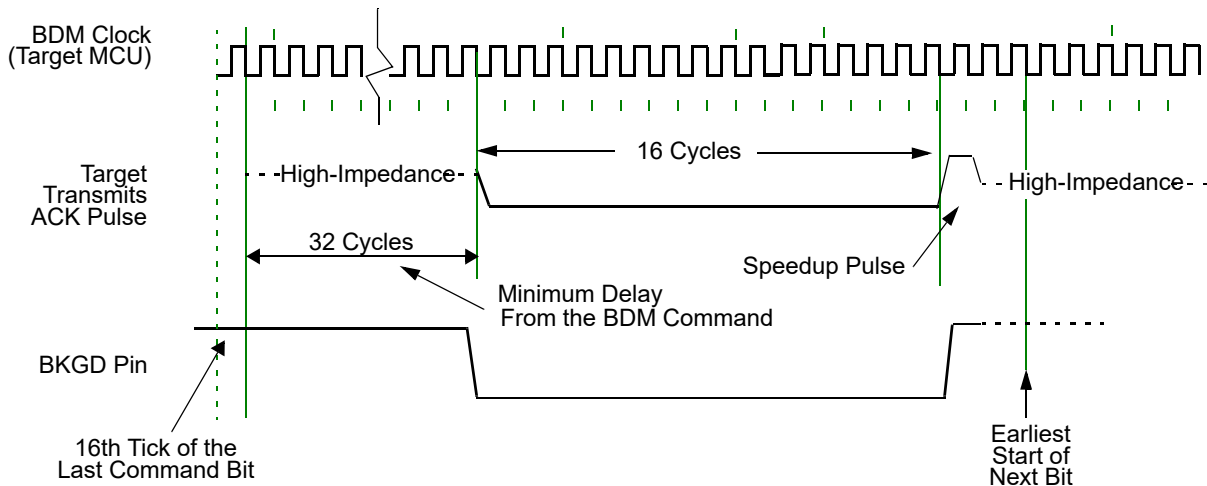 BDM Clock
(Target MCU)
16 Cycles
Target
Transmits
ACK Pulse
High-Impedance
High-Impedance
32 Cycles
Speedup Pulse
Minimum Delay
From the BDM Command
BKGD Pin
16th Tick of the
Last Command Bit
Earliest
Start of
Next Bit